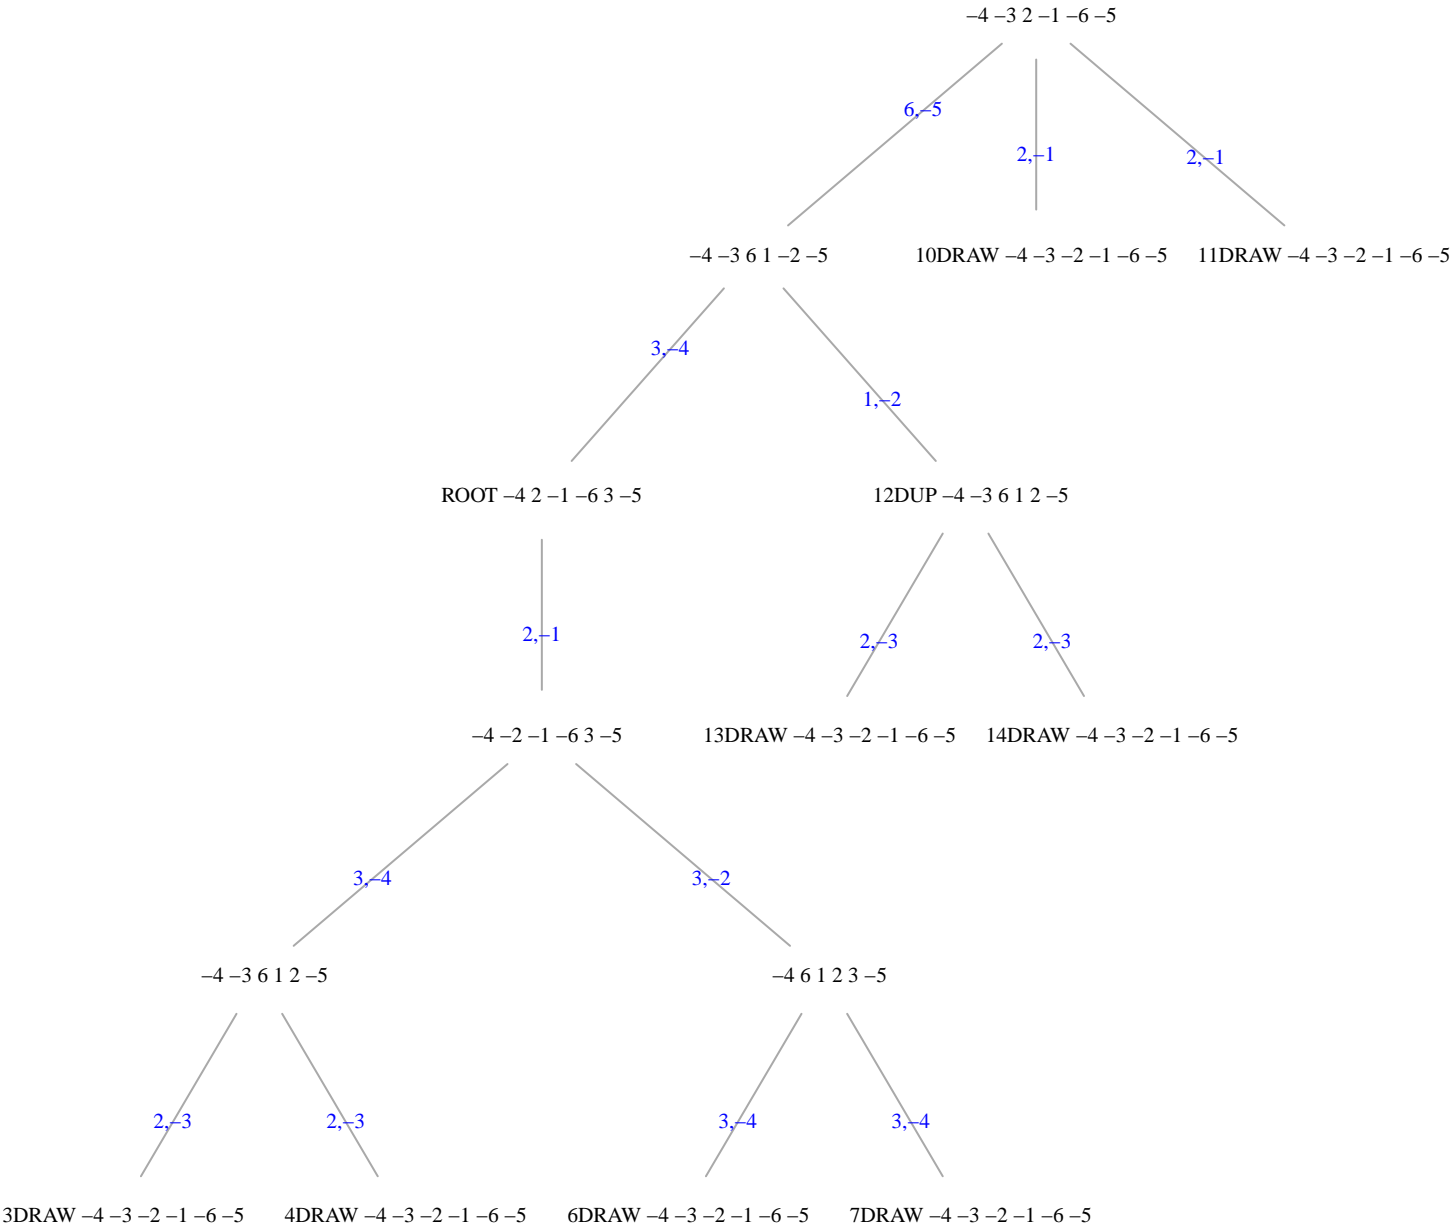 –4 –3 2 –1 –6 –5
6,–5
2,–1
2,–1
–4 –3 6 1 –2 –5
10DRAW –4 –3 –2 –1 –6 –5
11DRAW –4 –3 –2 –1 –6 –5
3,–4
1,–2
ROOT –4 2 –1 –6 3 –5
12DUP –4 –3 6 1 2 –5
2,–1
2,–3
2,–3
–4 –2 –1 –6 3 –5
13DRAW –4 –3 –2 –1 –6 –5
14DRAW –4 –3 –2 –1 –6 –5
3,–4
3,–2
–4 –3 6 1 2 –5
–4 6 1 2 3 –5
2,–3
2,–3
3,–4
3,–4
3DRAW –4 –3 –2 –1 –6 –5
4DRAW –4 –3 –2 –1 –6 –5
6DRAW –4 –3 –2 –1 –6 –5
7DRAW –4 –3 –2 –1 –6 –5